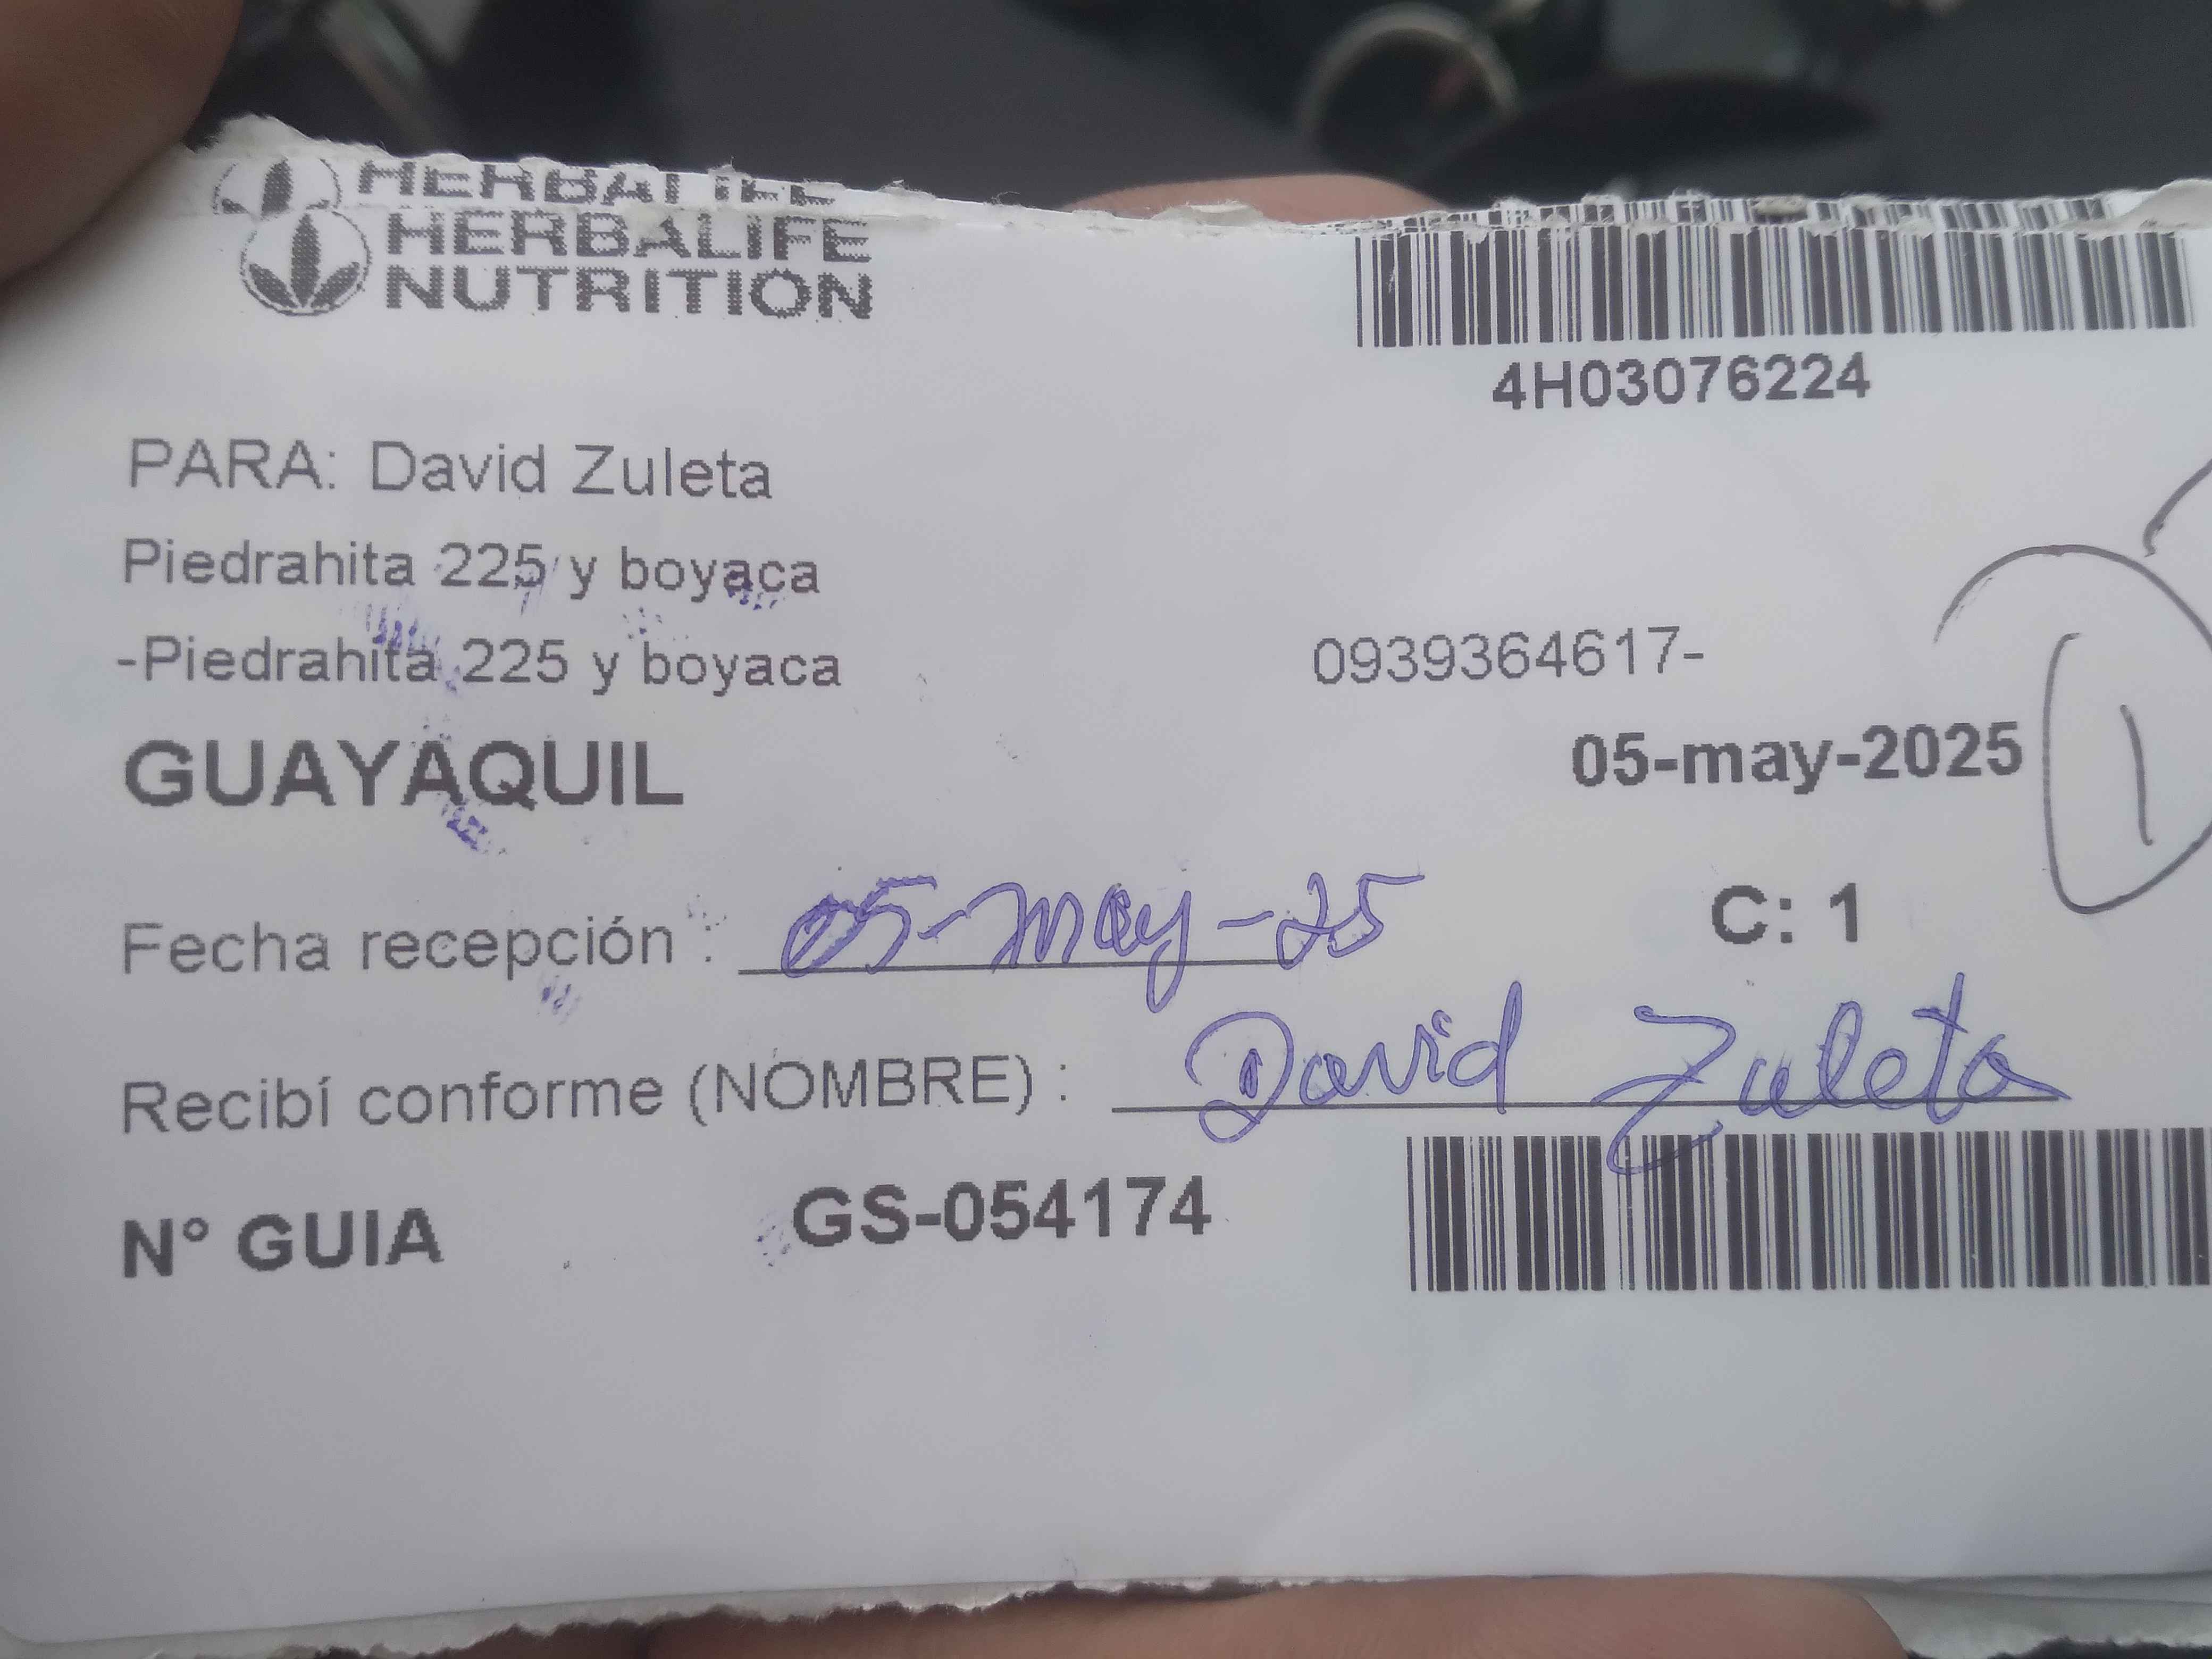 HERBALIFE
HERBALIFE
NUTRITION
4H03076224
PARA: David Zuleta
Piedrahita 225 y boyaca
-Piedrahita 225 y boyaca
0939364617-
GUAYAQUIL
05-may-2025
1
Fecha recepción : 05-may-25
C: 1
Recibí conforme (NOMBRE) : David Zuleta
N° GUIA GS-054174